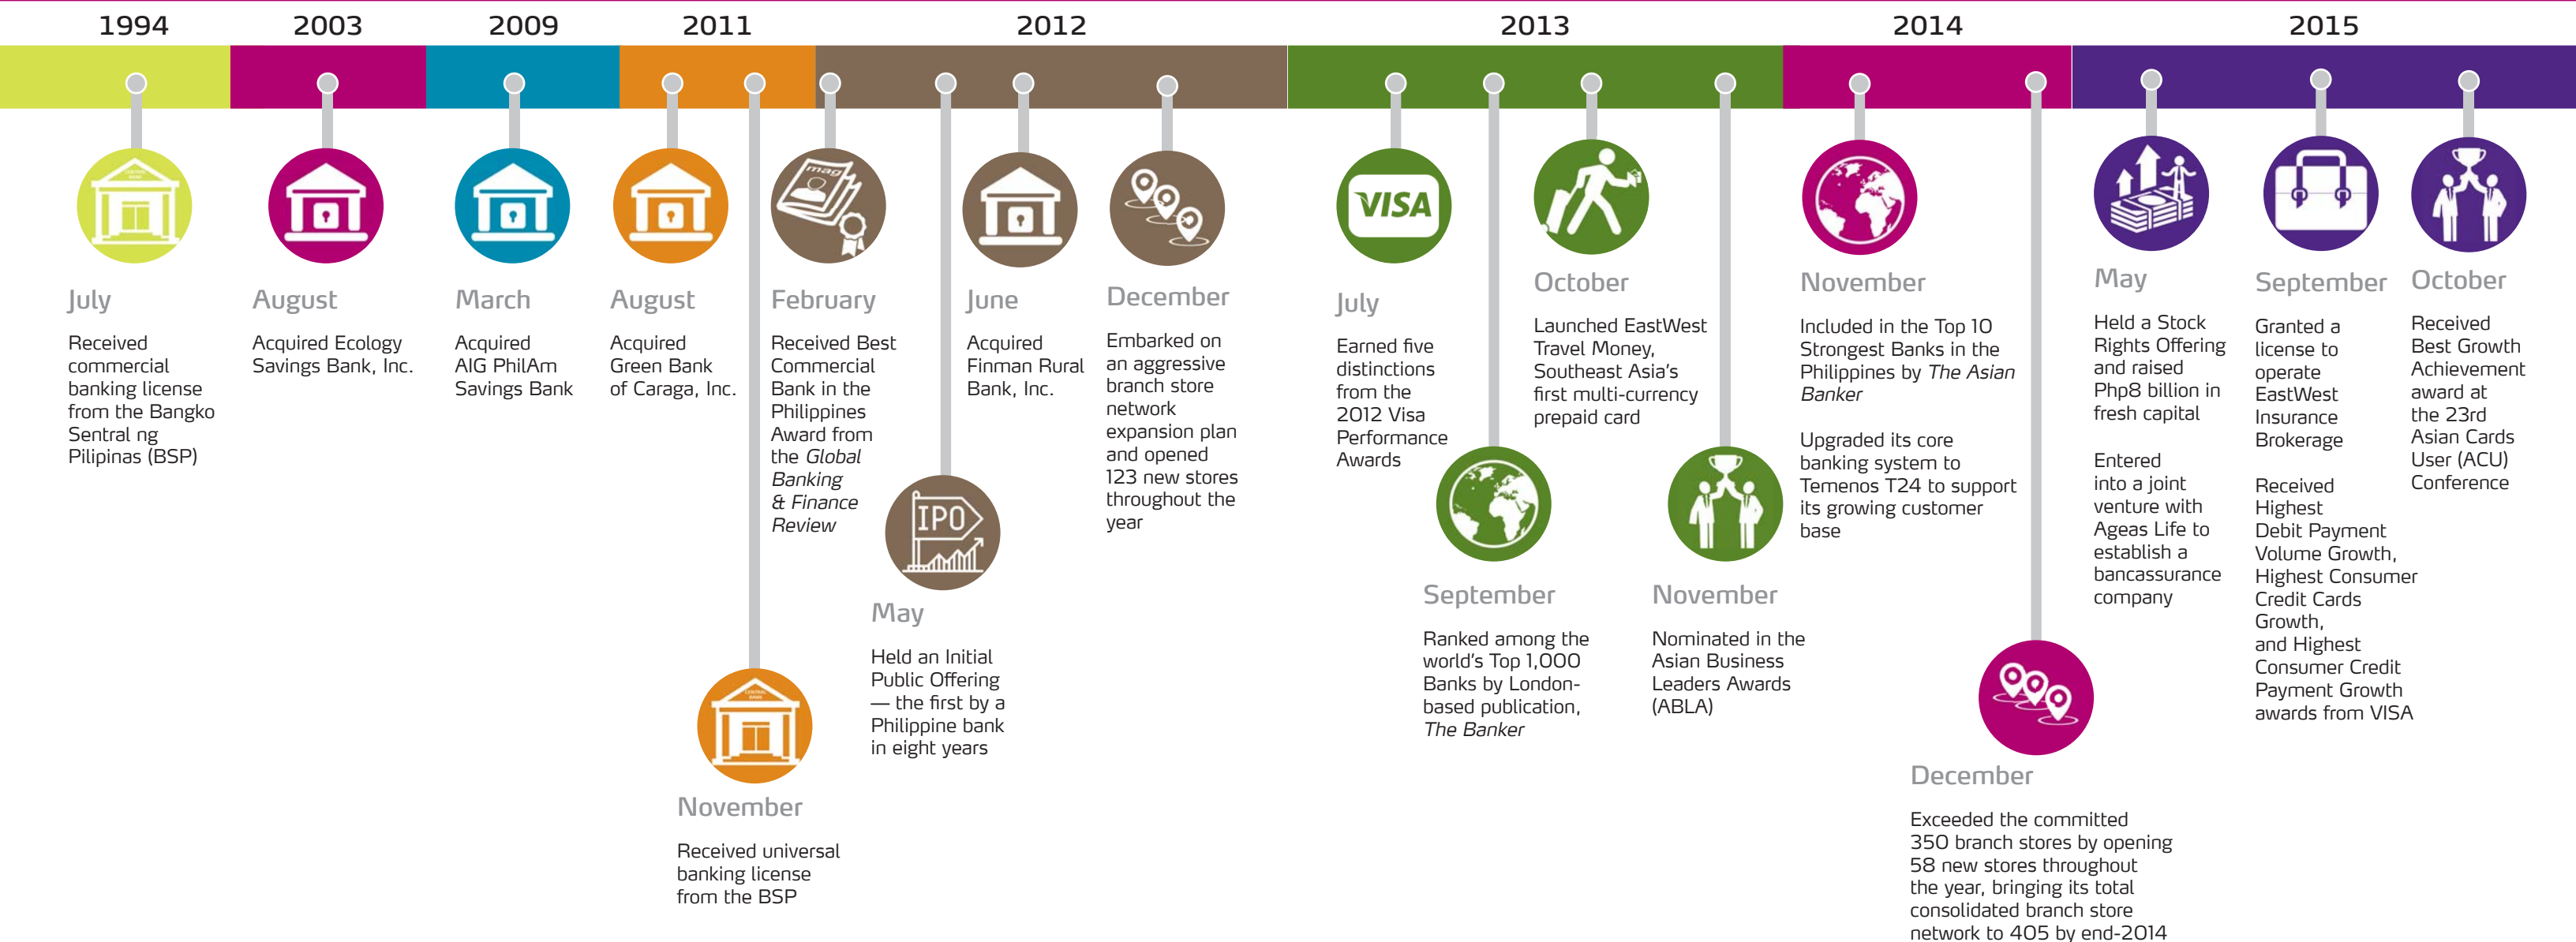 1994
2003
2009
2011
2012
2013
2014
2015
CENTRAL
BANK
July
Received
commercial
banking license
from the Bangko
Sentral ng
Pilipinas (BSP)
August
Acquired Ecology
Savings Bank, Inc.
March
Acquired
AIG PhilAm
Savings Bank
August
Acquired
Green Bank
of Caraga, Inc.
CENTRAL
BANK
November
Received universal
banking license
from the BSP
mag
February
Received Best
Commercial
Bank in the
Philippines
Award from
the Global
Banking
& Finance
Review
IPO
May
Held an Initial
Public Offering
— the first by a
Philippine bank
in eight years
June
Acquired
Finman Rural
Bank, Inc.
December
Embarked on
an aggressive
branch store
network
expansion plan
and opened
123 new stores
throughout the
year
VISA
July
Earned five
distinctions
from the
2012 Visa
Performance
Awards
September
Ranked among the
world's Top 1,000
Banks by London-
based publication,
The Banker
October
Launched EastWest
Travel Money,
Southeast Asia's
first multi-currency
prepaid card
November
Nominated in the
Asian Business
Leaders Awards
(ABLA)
November
Included in the Top 10
Strongest Banks in the
Philippines by The Asian
Banker
Upgraded its core
banking system to
Temenos T24 to support
its growing customer
base
December
Exceeded the committed
350 branch stores by opening
58 new stores throughout
the year, bringing its total
consolidated branch store
network to 405 by end-2014
May
Held a Stock
Rights Offering
and raised
Php8 billion in
fresh capital
Entered
into a joint
venture with
Ageas Life to
establish a
bancassurance
company
September
Granted a
license to
operate
EastWest
Insurance
Brokerage
Received
Highest
Debit Payment
Volume Growth,
Highest Consumer
Credit Cards
Growth,
and Highest
Consumer Credit
Payment Growth
awards from VISA
October
Received
Best Growth
Achievement
award at
the 23rd
Asian Cards
User (ACU)
Conference